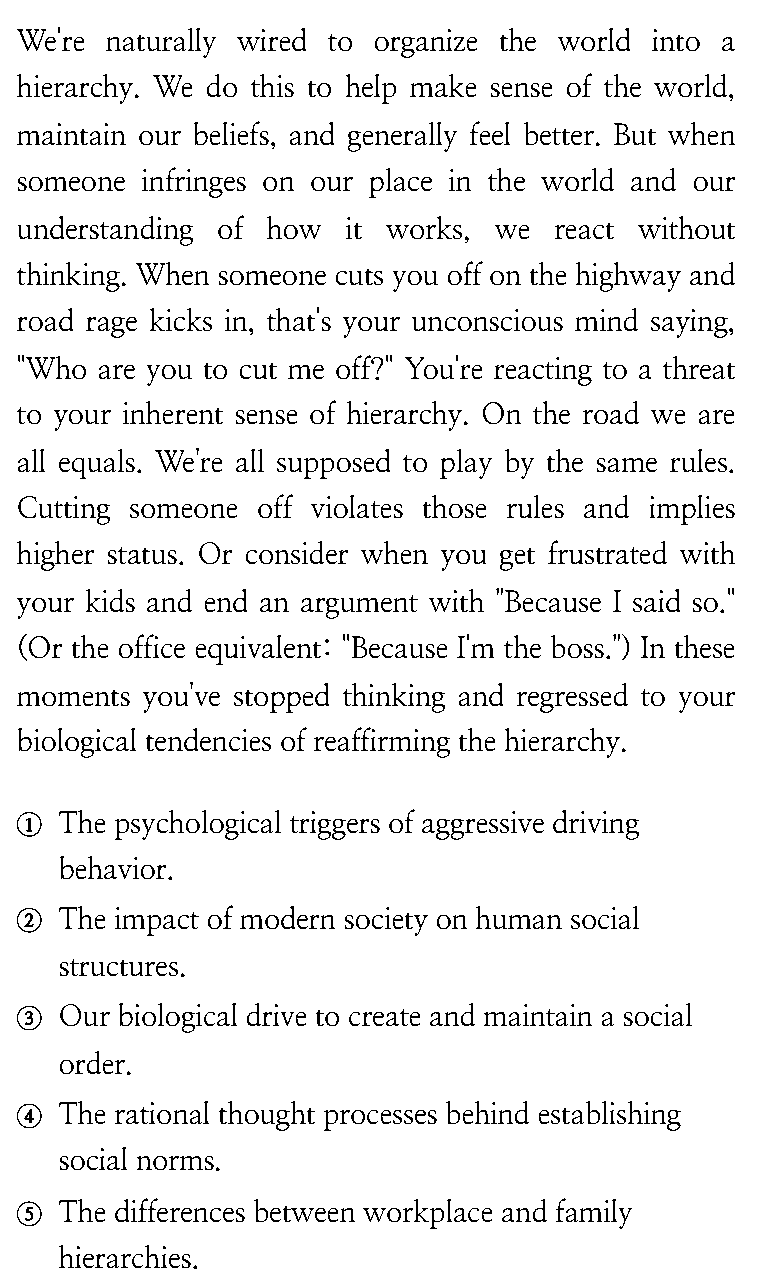 We're naturally wired to organize the world into a
hierarchy. We do this to help make sense of the world,
maintain our beliefs, and generally feel better. But when
someone infringes on our place in the world and our
understanding of how it works, we react without
thinking. When someone cuts you off on the highway and
road rage kicks in, that's your unconscious mind saying,
"Who are you to cut me off?" You're reacting to a threat
to your inherent sense of hierarchy. On the road we are
all equals. We're all supposed to play by the same rules.
Cutting someone off violates those rules and implies
higher status. Or consider when you get frustrated with
your kids and end an argument with "Because I said so."
(Or the office equivalent: "Because I'm the boss.") In these
moments you've stopped thinking and regressed to your
biological tendencies of reaffirming the hierarchy.
① The psychological triggers of aggressive driving
behavior.
② The impact of modern society on human social
structures.
③ Our biological drive to create and maintain a social
order.
④ The rational thought processes behind establishing
social norms.
⑤ The differences between workplace and family
hierarchies.